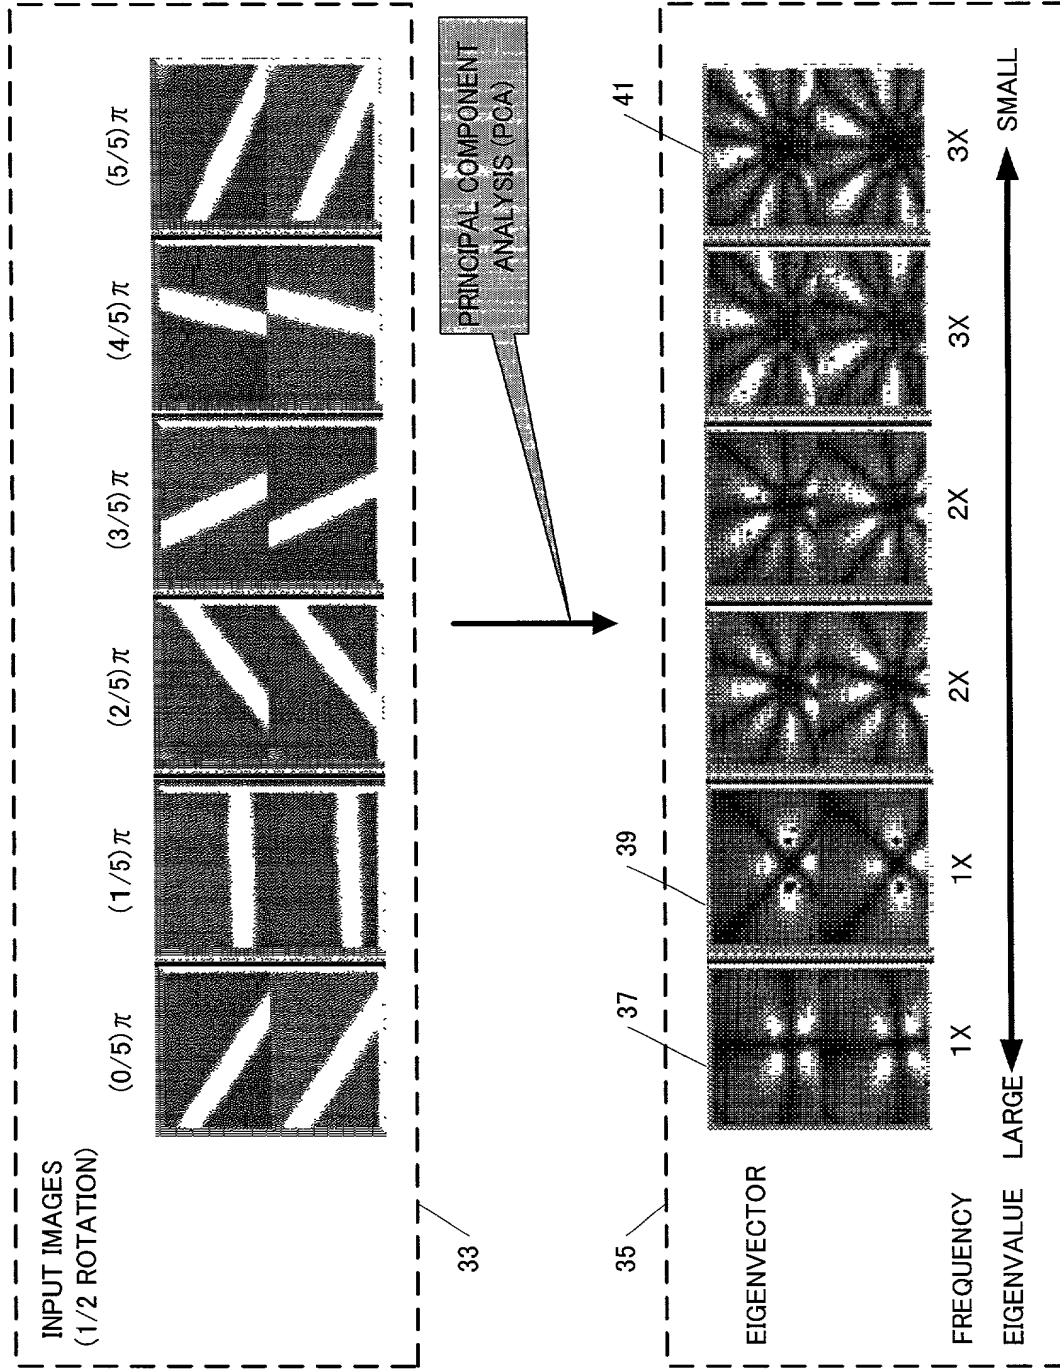 INPUT IMAGES
(1/2 ROTATION)
(0/5)π
(1/5)π
(2/5)π
(3/5)π
(4/5)π
(5/5)π
33
PRINCIPAL COMPONENT
ANALYSIS (PCA)
35
37
39
41
EIGENVECTOR
FREQUENCY
1X
1X
2X
2X
3X
3X
EIGENVALUE
LARGE
SMALL